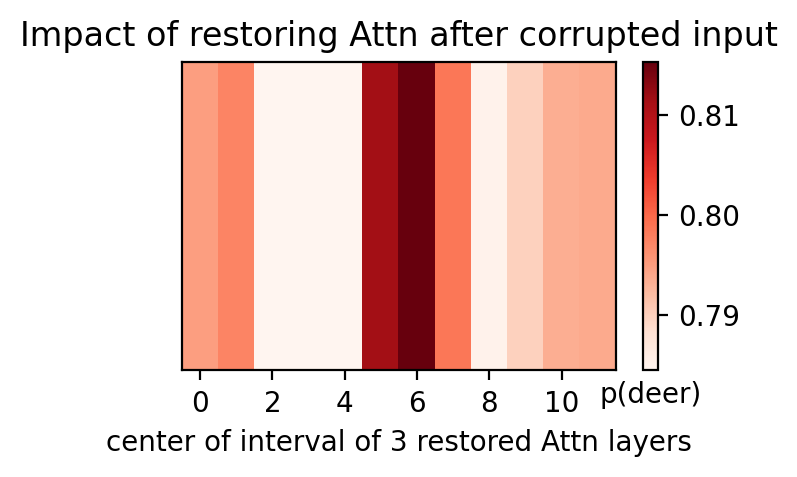 Impact of restoring Attn after corrupted input
0.81
0.80
0.79
0 2 4 6 8 10 p(deer)
center of interval of 3 restored Attn layers